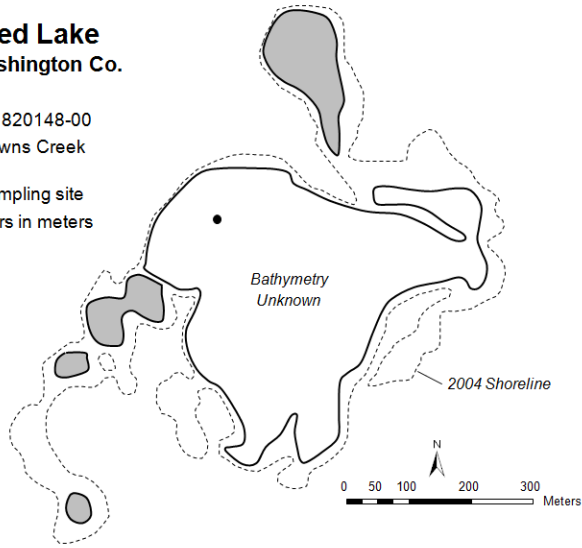 ed Lake
shington Co.
820148-00
wns Creek
mpling site
rs in meters
Bathymetry
Unknown
2004 Shoreline
N
0 50 100 200 300
Meters